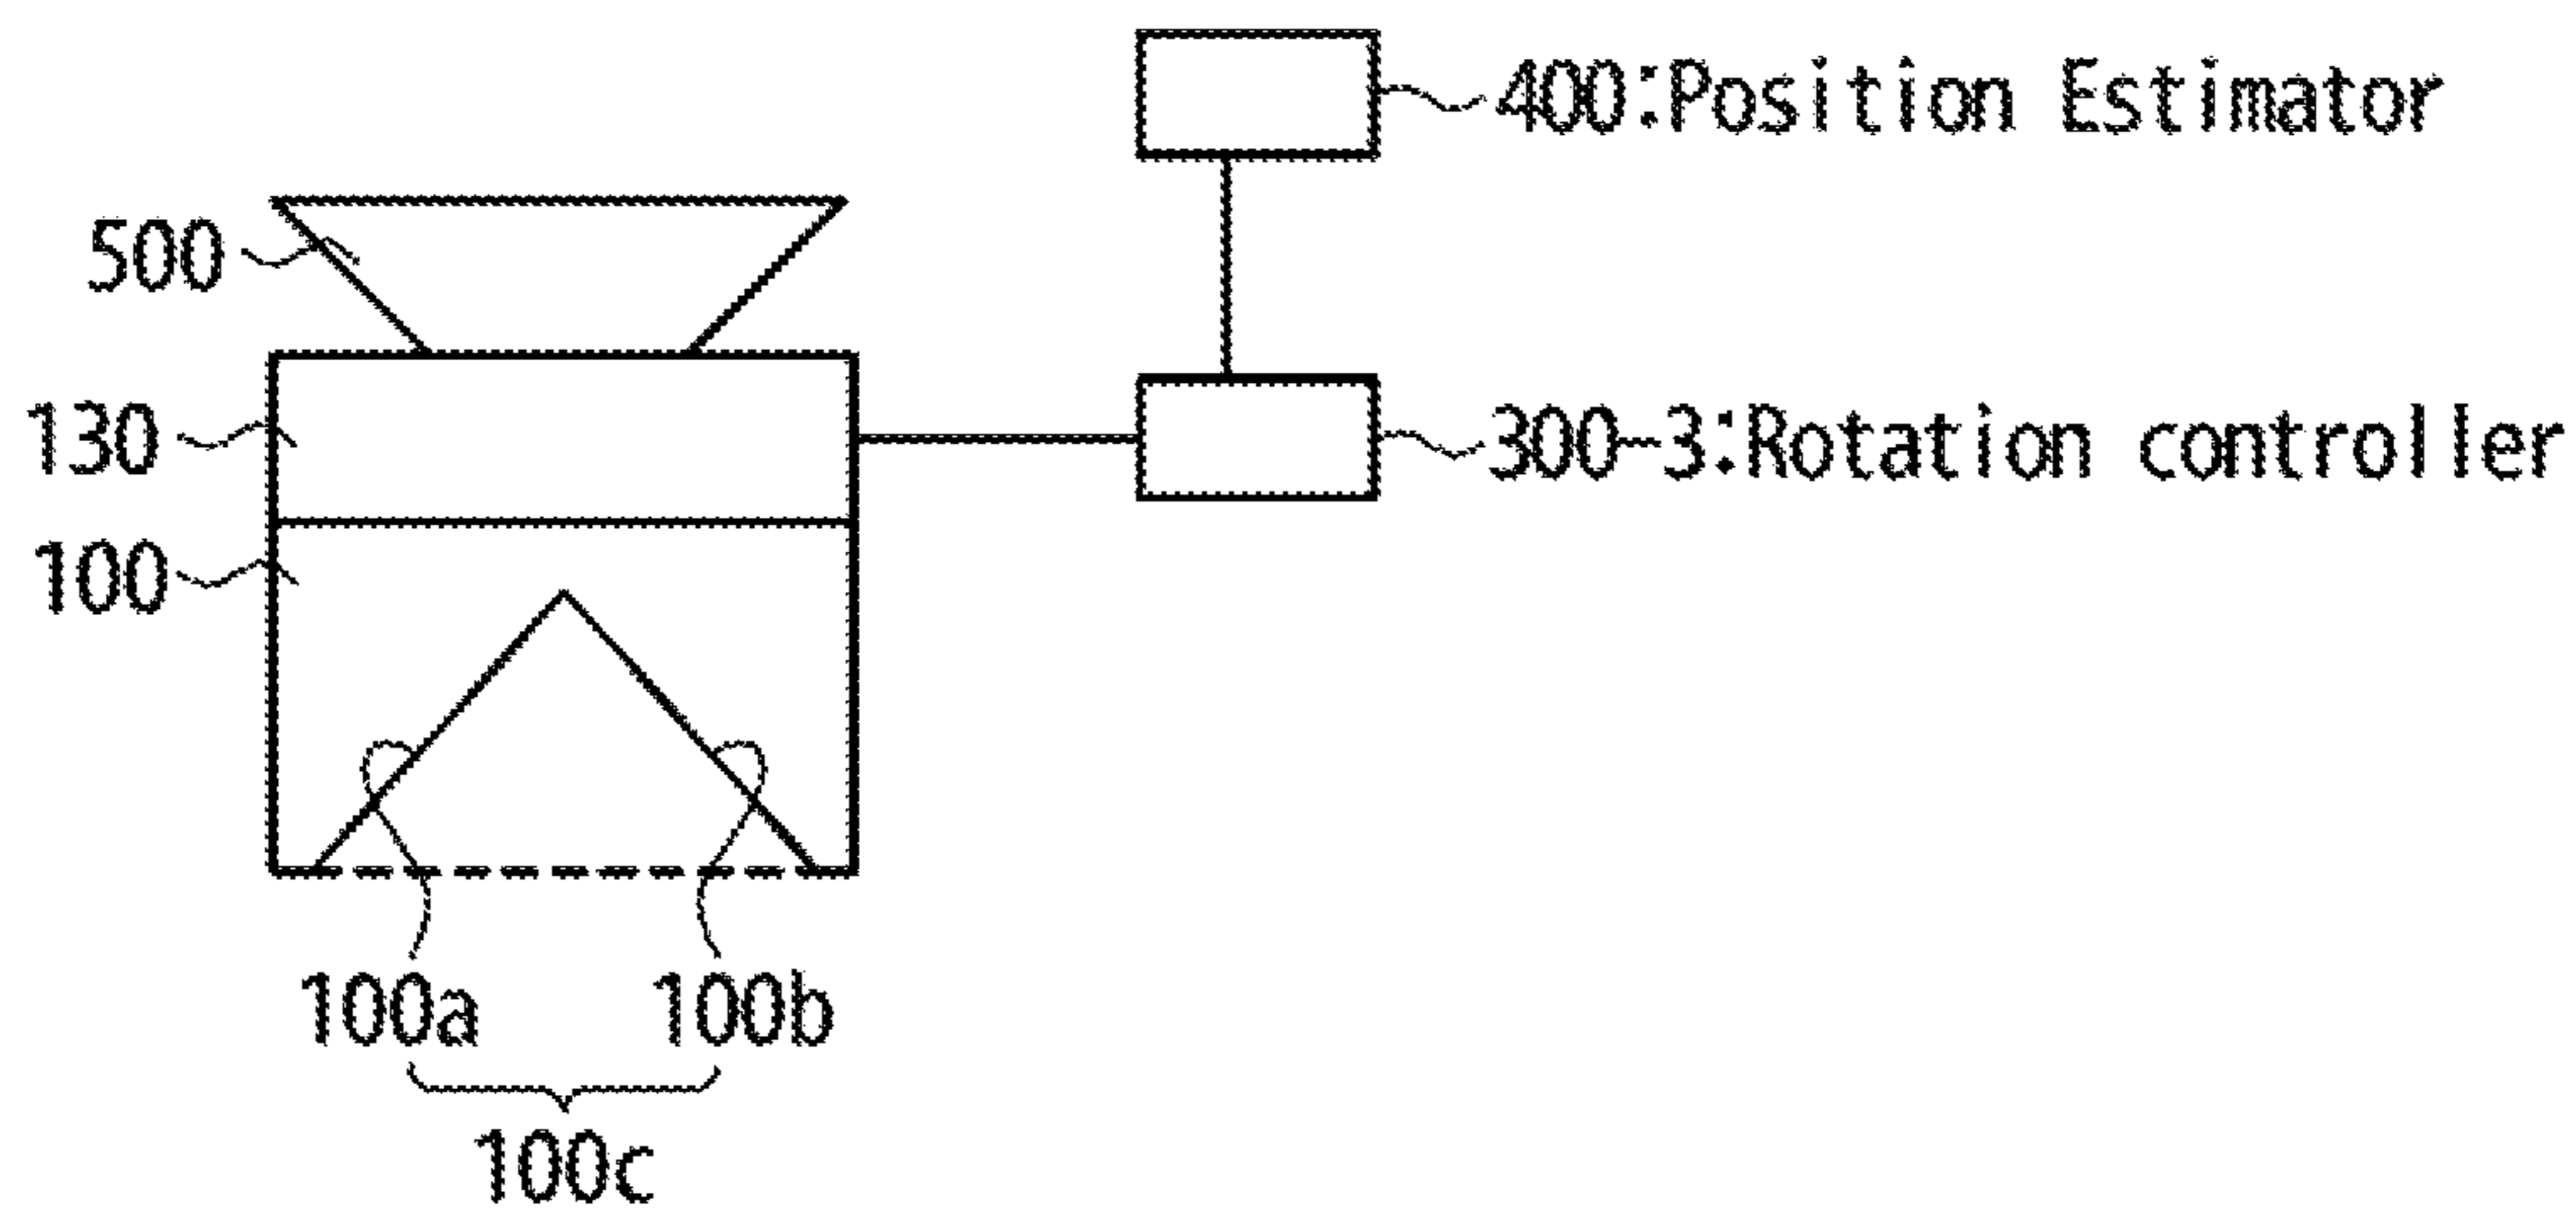 400:Position Estimator
500
130
300-3:Rotation controller
100
100a 100b
100c